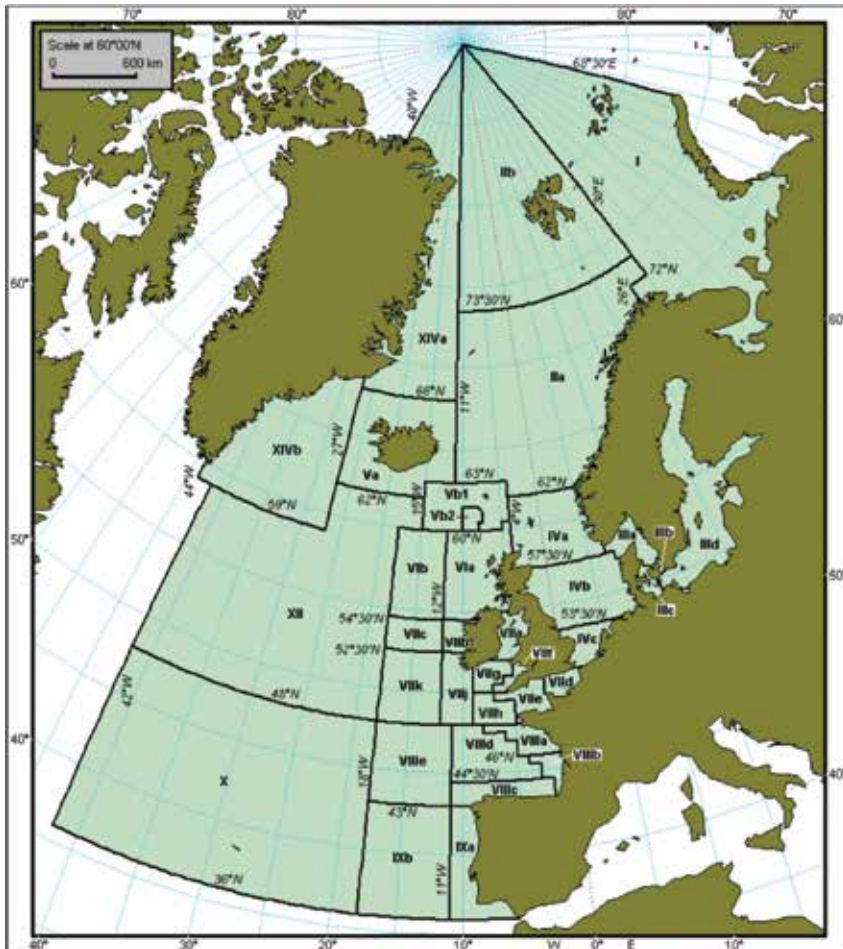 80° 70° 80°
Scale at 60°00'N
0 600 km
68°30'E
40°W
I
IIb
30°E
72°N
60°
26°E
73°30'N
60°
XIVa
IIa
66°N
11°W
27°W
XIVb
Va
63°N
44°W
62°N
15°W
Vb1
62°N
59°N
Vb2
4°W
IVa
IIIa
IIIb
IIId
50°
60°N
57°30'N
VIb
VIa
IVb
50°
12°W
IIIc
XII
54°30'N
53°30'N
VIIc
VIIb
VIIa
IVc
52°30'N
VIIf
VIIg
VIId
42°W
48°N
VIIk
VIIj
VIIe
VIIh
VIIId
VIIIa
40°
46°N
VIIIb
VIIIe
18°W
44°30'N
40°
X
VIIIc
43°N
IXb
IXa
11°W
36°N
40° 30° 20° 10° W 0° E 10°